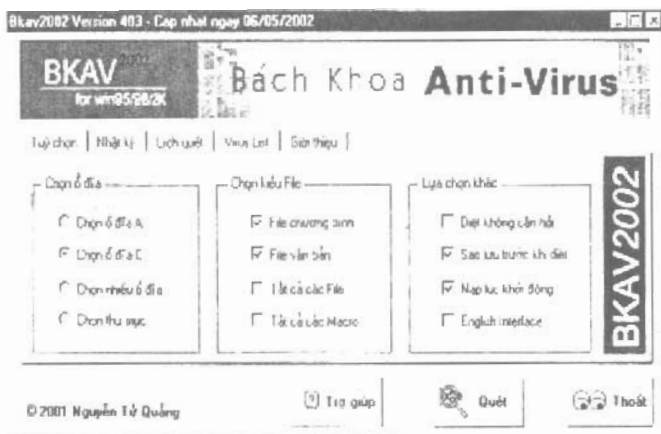 Bkav2002 Version 403 - Cap nhat ngay 06/05/2002
BKAV 2002
for win95/98/2K
Bách Khoa Anti-Virus
Tuỳ chọn | Nhật ký | Lịch quét | Virus List | Giới thiệu
Chọn ổ đĩa
Chọn ổ đĩa A
Chọn ổ đĩa C
Chọn nhiều ổ đĩa
Chọn thư mục
Chọn kiểu File
File chương trình
File văn bản
Tất cả các File
Tất cả các Macro
Lựa chọn khác
Diệt không cần hỏi
Sao lưu trước khi diệt
Nạp lúc khởi động
English interface
BKAV2002
© 2001 Nguyễn Tử Quảng
Trợ giúp
Quét
Thoát